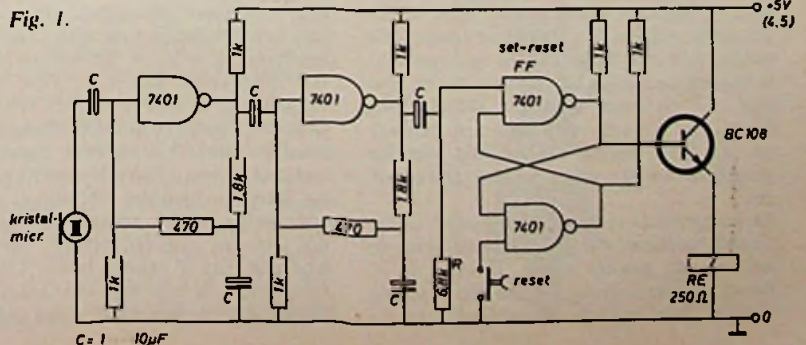 Fig. 1.
+5V
(4,5)
1k
1k
set-reset
FF
1k
1k
C
7401
C
7401
C
7401
BC108
1,8k
1,8k
kristal-
micr.
470
470
7401
1k
C
1k
C
6,8k
R
reset
RE
250Ω
0
C = 1 10μF